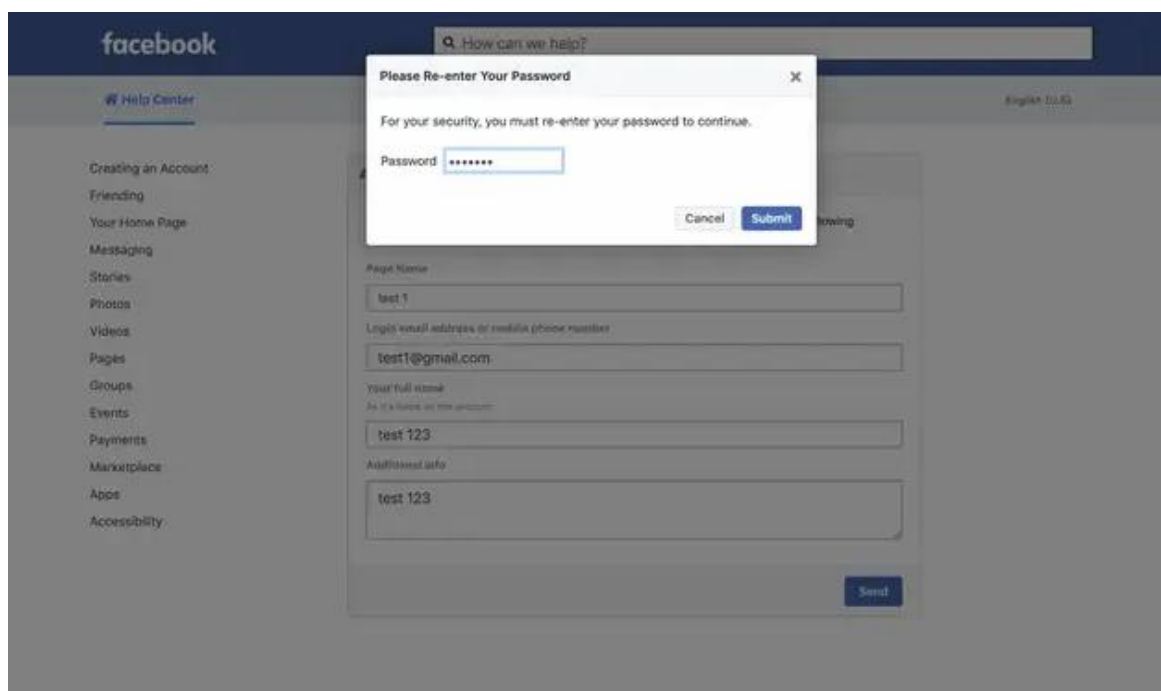 facebook
How can we help?
Please Re-enter Your Password
Help Center
English (US)
For your security, you must re-enter your password to continue.
Password •••••••
Cancel
Submit
owing
Creating an Account
Friending
Your Home Page
Messaging
Stories
Photos
Videos
Pages
Groups
Events
Payments
Marketplace
Apps
Accessibility
Page Name
test 1
Login email address or mobile phone number
test1@gmail.com
Your full name
As it's listed on the account
test 123
Additional info
test 123
Send